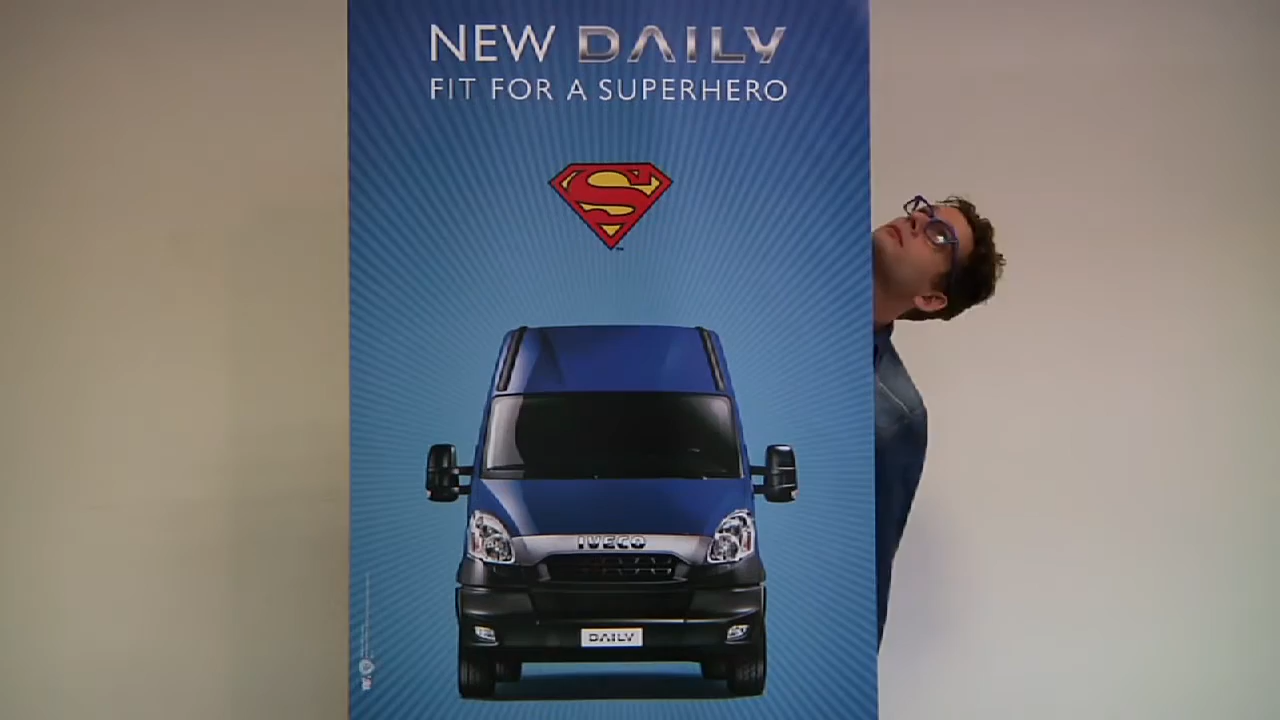 NEW DAILY
FIT FOR A SUPERHERO
S
IVECO
DAILY